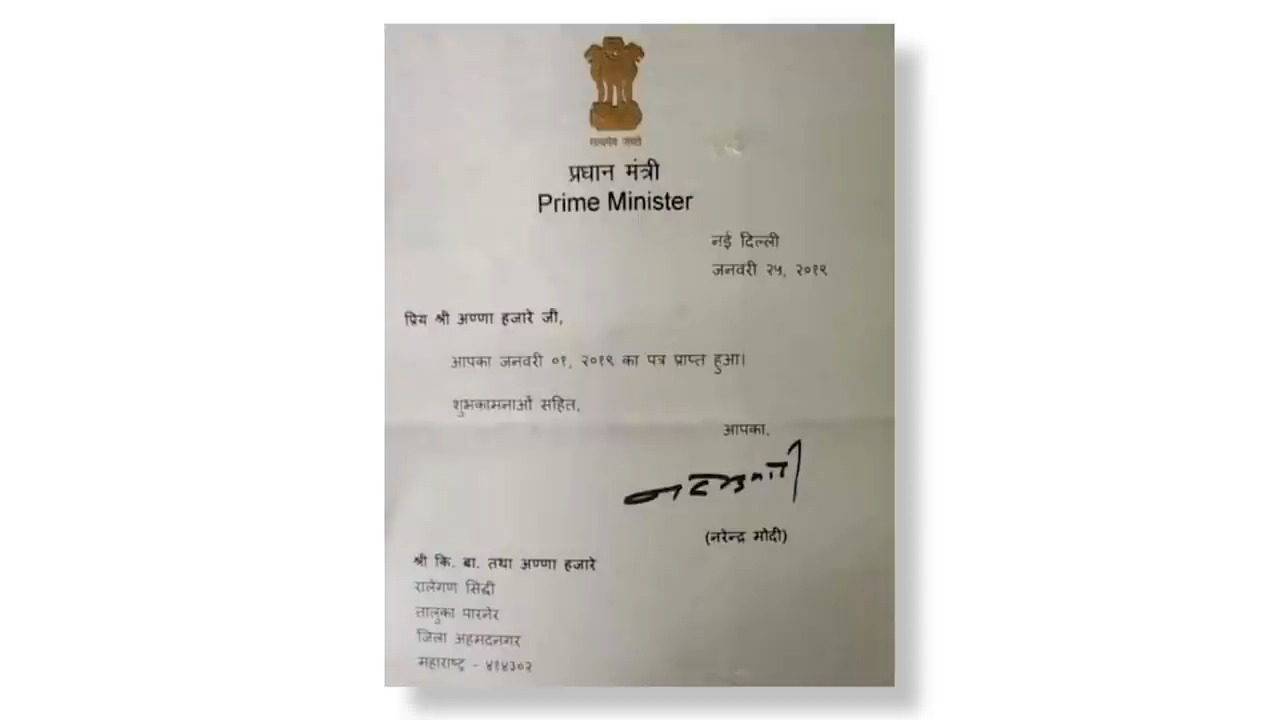 सत्यमेव जयते
प्रधान मंत्री
Prime Minister
नई दिल्ली
जनवरी २५, २०१९
प्रिय श्री अण्णा हजारे जी,
आपका जनवरी ०१, २०१९ का पत्र प्राप्त हुआ।
शुभकामनाओं सहित,
आपका,
(नरेन्द्र मोदी)
श्री कि. बा. तथा अण्णा हजारे
रालेगण सिद्धी
तालुका पारनेर
जिला अहमदनगर
महाराष्ट्र - ४१४३०२